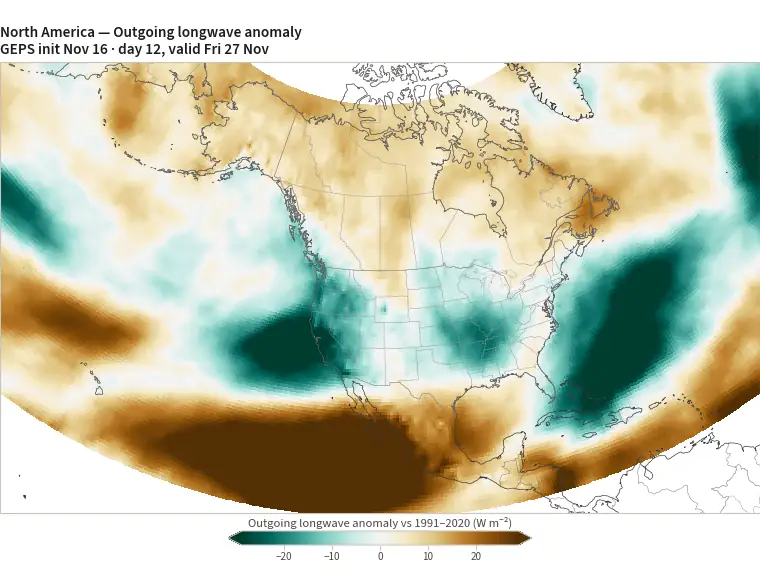 North America — Outgoing longwave anomaly
GEPS init Nov 16 · day 12, valid Fri 27 Nov
Outgoing longwave anomaly vs 1991–2020 (W m⁻²)
−20 −10 0 10 20